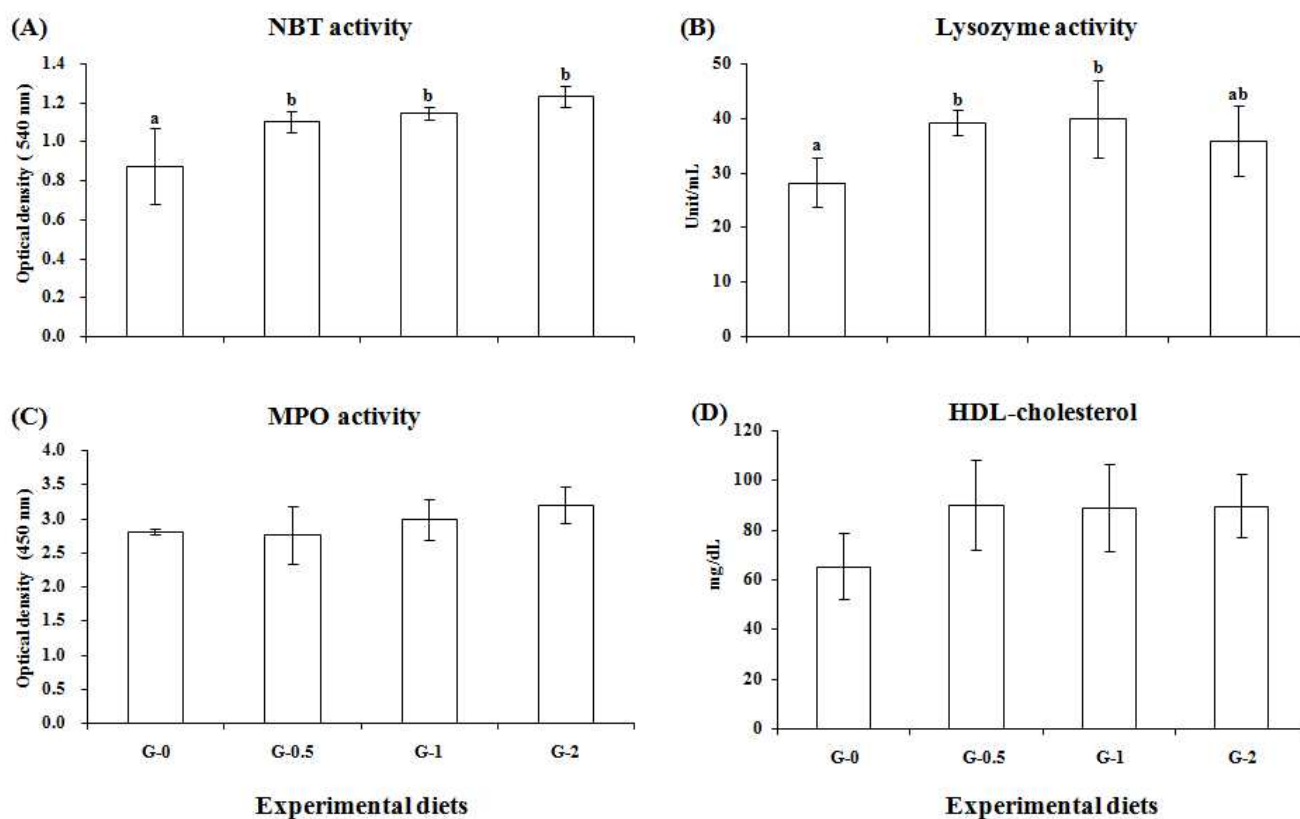 (A) NBT activity
Optical density ( 540 nm)
1.4
1.2
1.0
0.8
0.6
0.4
0.2
0.0
a
b
b
b
(B) Lysozyme activity
Unit/mL
50
40
30
20
10
0
a
b
b
ab
(C) MPO activity
Optical density (450 nm)
4.0
3.5
3.0
2.5
2.0
1.5
1.0
0.5
0.0
G-0 G-0.5 G-1 G-2
Experimental diets
(D) HDL-cholesterol
mg/dL
120
100
80
60
40
20
0
G-0 G-0.5 G-1 G-2
Experimental diets